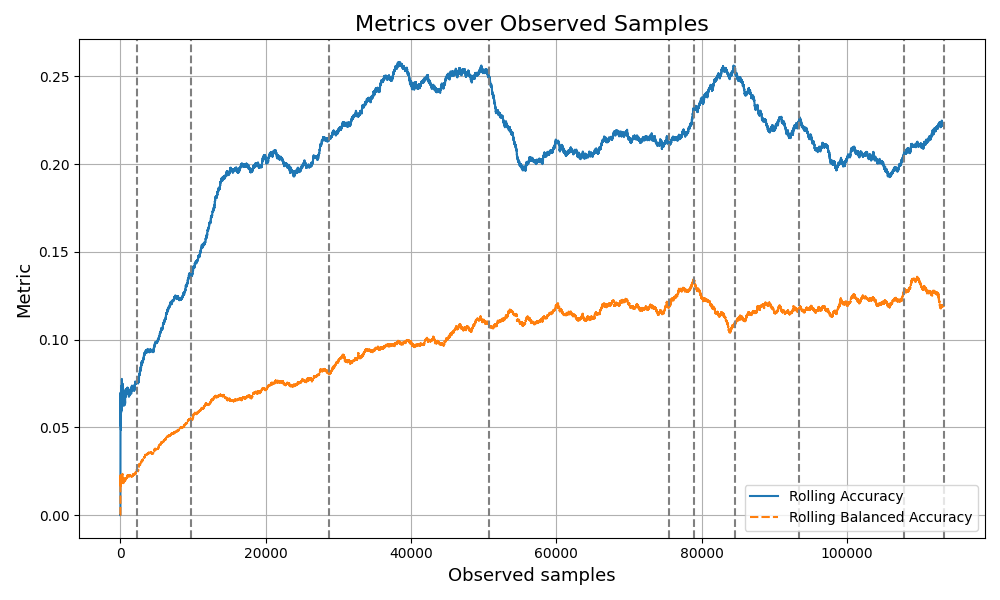 Metrics over Observed Samples
Metric
0.25
0.20
0.15
0.10
0.05
0.00
0
20000
40000
60000
80000
100000
Observed samples
Rolling Accuracy
Rolling Balanced Accuracy